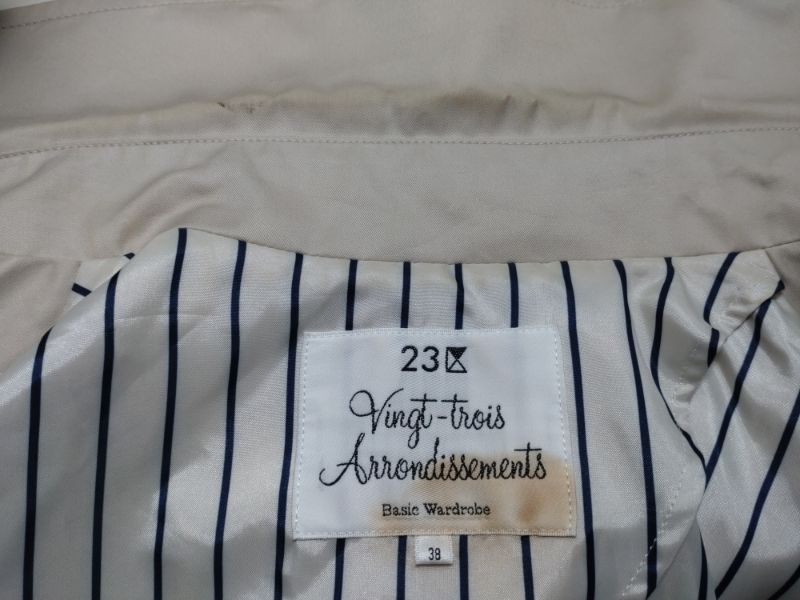 23区
Vingt-trois
Arrondissements
Basic Wardrobe
38